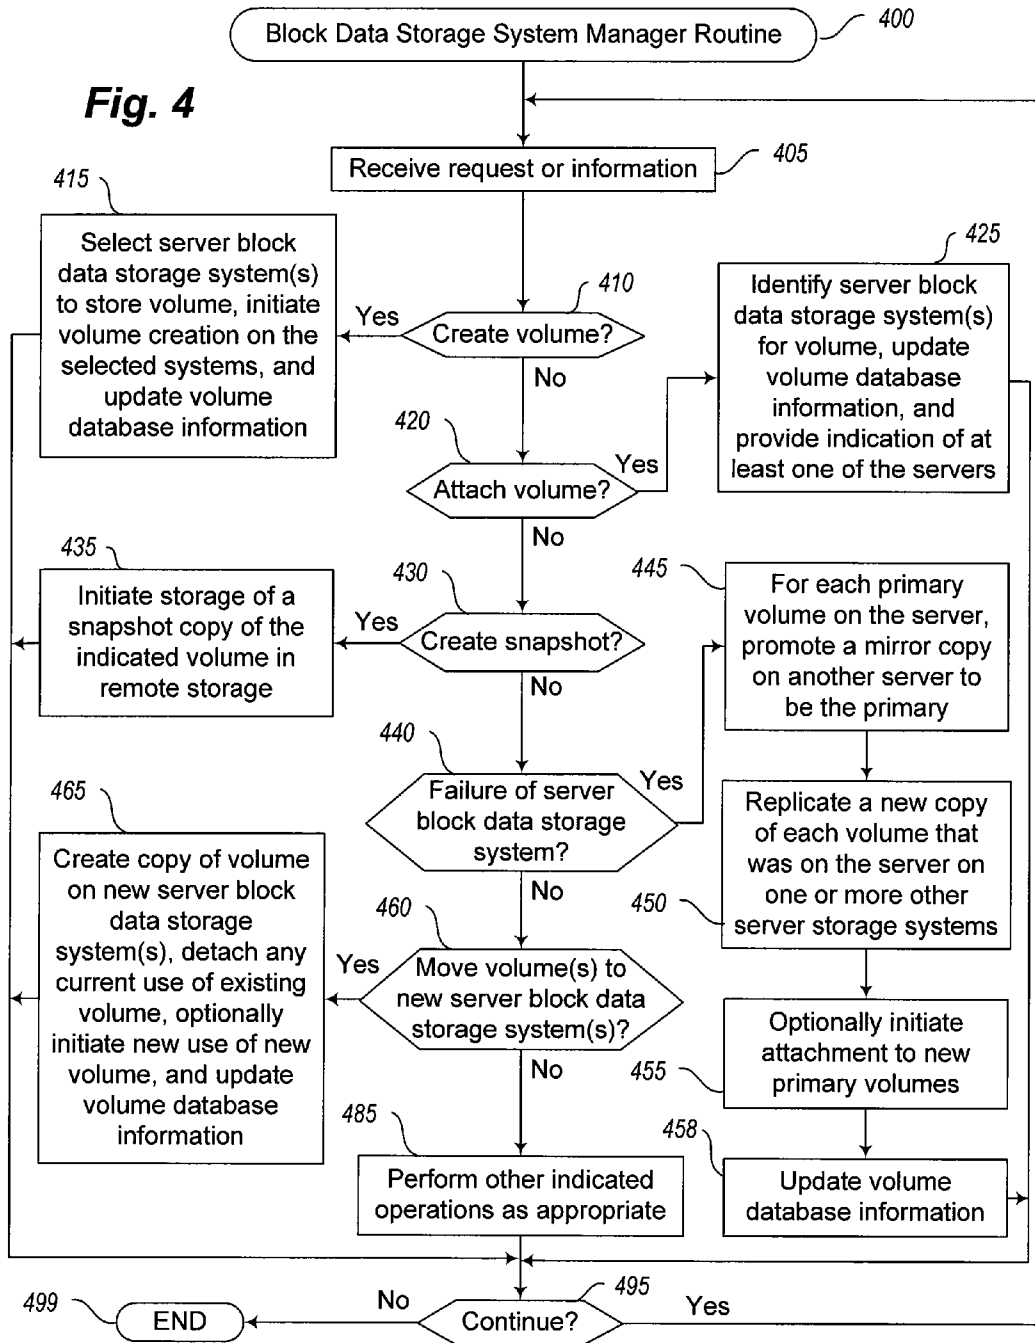 Block Data Storage System Manager Routine
400
Fig. 4
Receive request or information
405
415
Select server block
data storage system(s)
to store volume, initiate
volume creation on the
selected systems, and
update volume
database information
Yes
410
Create volume?
No
425
Identify server block
data storage system(s)
for volume, update
volume database
information, and
provide indication of at
least one of the servers
420
Attach volume?
Yes
No
435
Initiate storage of a
snapshot copy of the
indicated volume in
remote storage
Yes
430
Create snapshot?
No
445
For each primary
volume on the server,
promote a mirror copy
on another server to
be the primary
440
Failure of server
block data storage
system?
Yes
No
450
Replicate a new copy
of each volume that
was on the server on
one or more other
server storage systems
465
Create copy of volume
on new server block
data storage
system(s), detach any
current use of existing
volume, optionally
initiate new use of new
volume, and update
volume database
information
Yes
460
Move volume(s) to
new server block data
storage system(s)?
No
455
Optionally initiate
attachment to new
primary volumes
458
Update volume
database information
485
Perform other indicated
operations as appropriate
495
Continue?
Yes
No
499
END